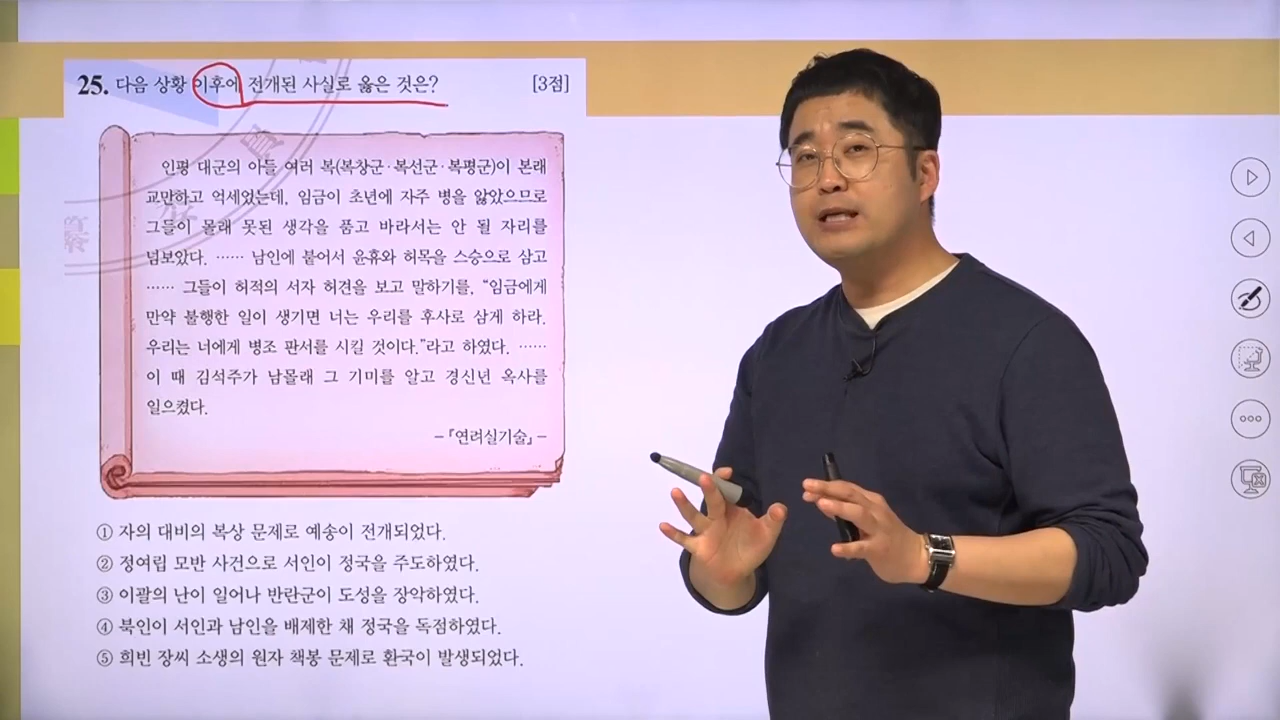 25. 다음 상황 이후에 전개된 사실로 옳은 것은? [3점]
인평 대군의 아들 여러 복(복창군·복선군·복평군)이 본래
교만하고 억세었는데, 임금이 초년에 자주 병을 앓았으므로
그들이 몰래 못된 생각을 품고 바라서는 안 될 자리를
넘보았다. …… 남인에 붙어서 윤휴와 허목을 스승으로 삼고
…… 그들이 허적의 서자 허견을 보고 말하기를, “임금에게
만약 불행한 일이 생기면 너는 우리를 후사로 삼게 하라.
우리는 너에게 병조 판서를 시킬 것이다.”라고 하였다. ……
이 때 김석주가 남몰래 그 기미를 알고 경신년 옥사를
일으켰다.
－『연려실기술』－
① 자의 대비의 복상 문제로 예송이 전개되었다.
② 정여립 모반 사건으로 서인이 정국을 주도하였다.
③ 이괄의 난이 일어나 반란군이 도성을 장악하였다.
④ 북인이 서인과 남인을 배제한 채 정국을 독점하였다.
⑤ 희빈 장씨 소생의 원자 책봉 문제로 환국이 발생되었다.